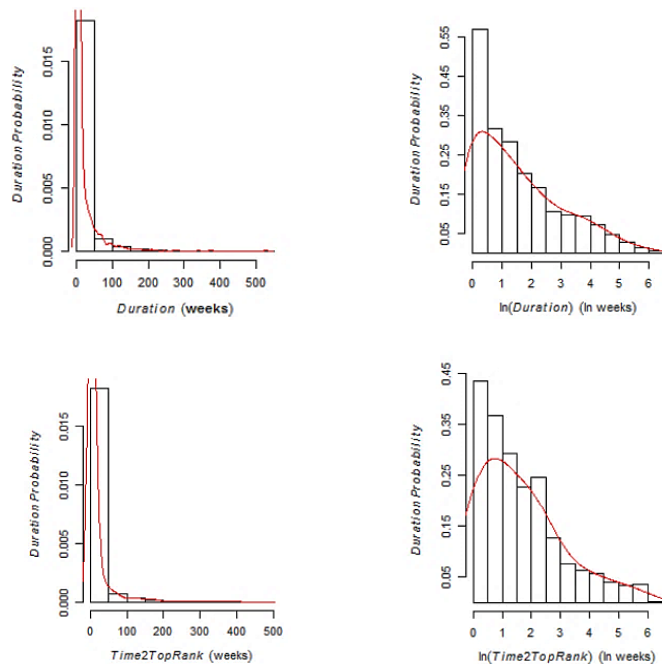 Duration Probability
0.015
0.010
0.005
0.000
0 100 200 300 400 500
Duration (weeks)
Duration Probability
0.55
0.45
0.35
0.25
0.15
0.05
0 1 2 3 4 5 6
ln(Duration) (ln weeks)
Duration Probability
0.015
0.010
0.005
0.000
0 100 200 300 400 500
Time2TopRank (weeks)
Duration Probability
0.45
0.35
0.25
0.15
0.05
0 1 2 3 4 5 6
ln(Time2TopRank) (ln weeks)